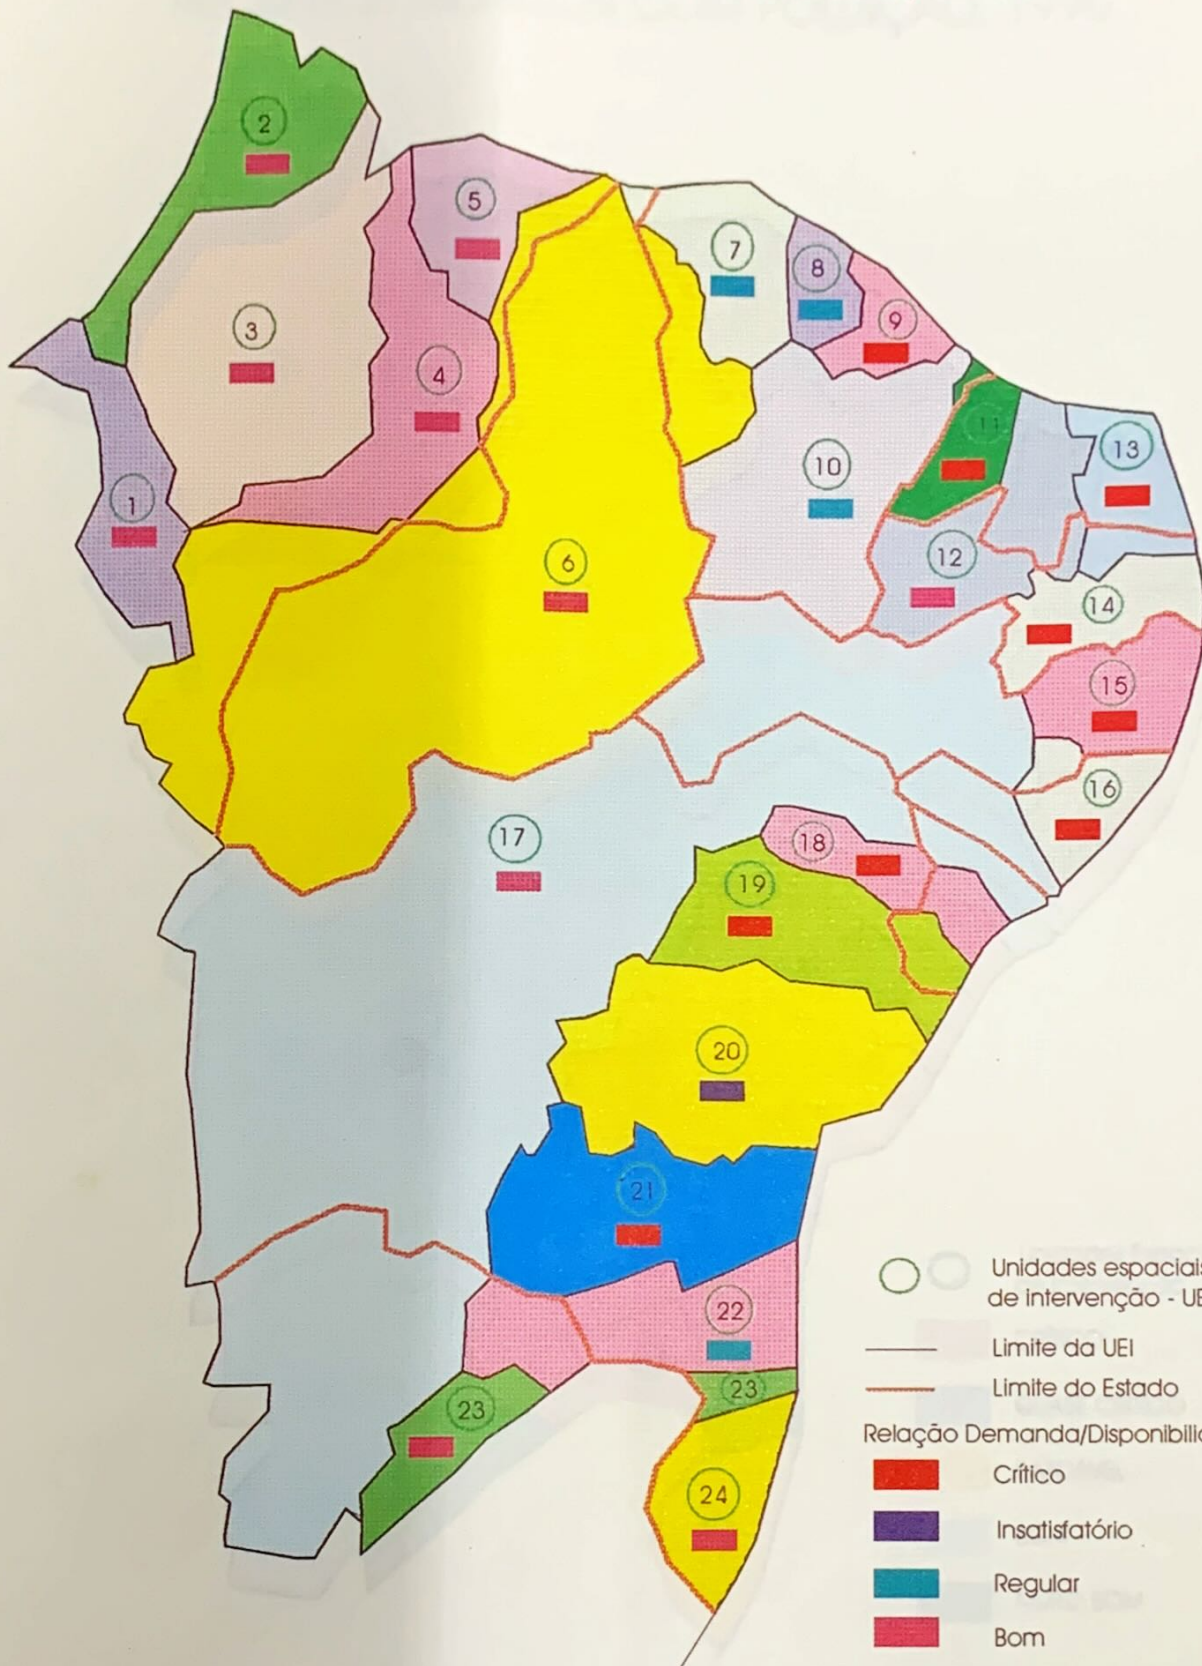 2
5
7
8
3
9
4
11
13
10
1
12
6
14
15
16
17
18
19
20
21
Unidades espaciais
de intervenção - UE
22
Limite da UEI
23
Limite do Estado
23
Relação Demanda/Disponibili
Crítico
24
Insatisfatório
Regular
Bom